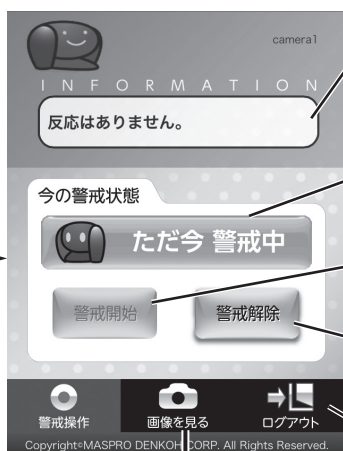 camera1
INFORMATION
反応はありません。
今の警戒状態
ただ今 警戒中
警戒開始
警戒解除
警戒操作
画像を見る
ログアウト
Copyright©MASPRO DENKOH CORP. All Rights Reserved.